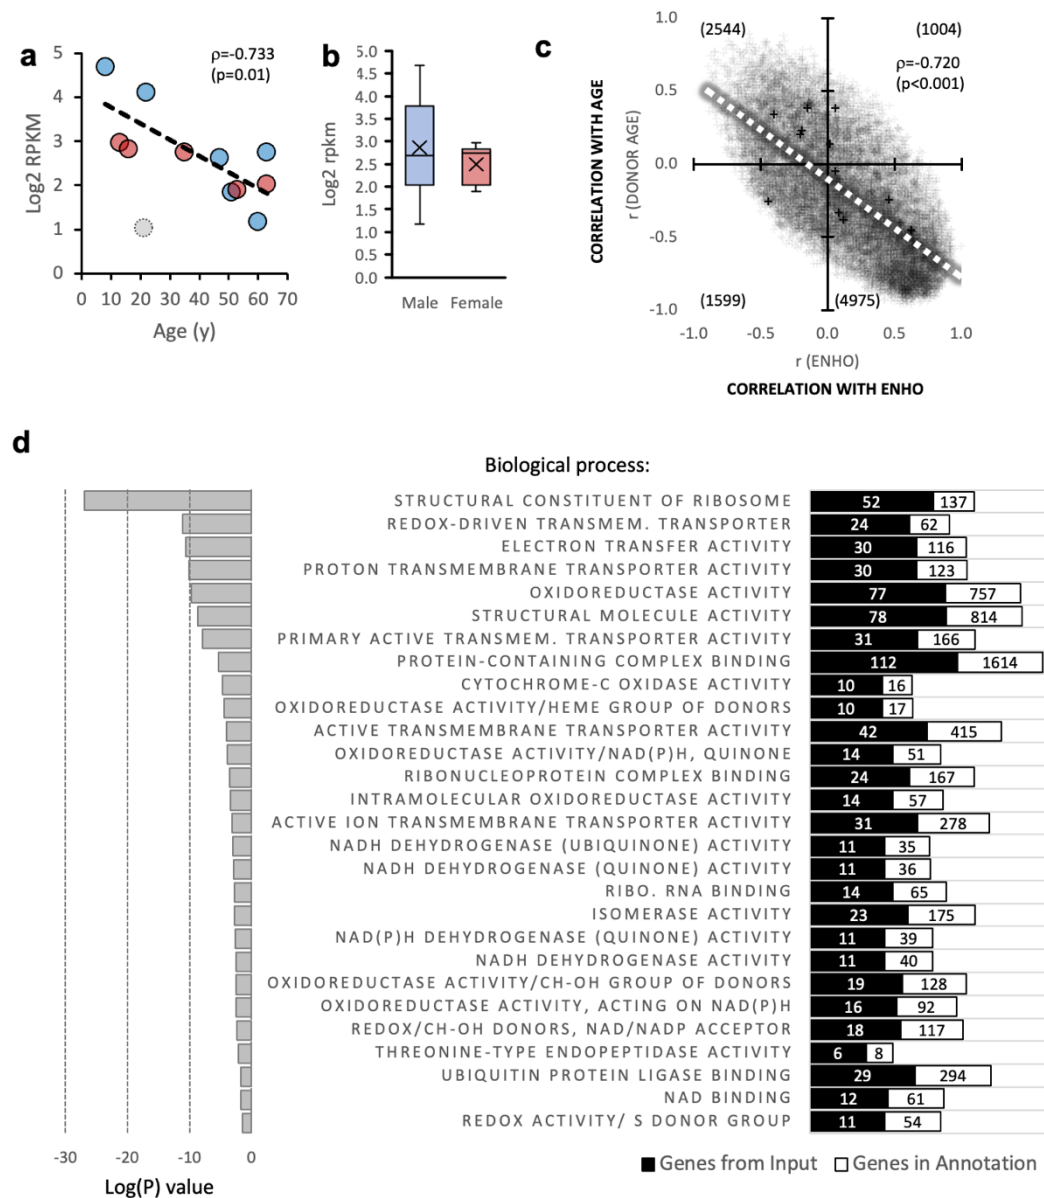 a
ρ=-0.733
(p=0.01)
Log2 RPKM
5
4
3
2
1
0
0 10 20 30 40 50 60 70
Age (y)
b
Log2 rpkm
5.0
4.5
4.0
3.5
3.0
2.5
2.0
1.5
1.0
0.5
0.0
Male Female
c
(2544) (1004)
ρ=-0.720
(p<0.001)
CORRELATION WITH AGE
r (DONOR AGE)
1.0
0.5
0.0
-0.5
-1.0
(1599) (4975)
-1.0 -0.5 0.0 0.5 1.0
r (ENHO)
CORRELATION WITH ENHO
d
Biological process:
STRUCTURAL CONSTITUENT OF RIBOSOME 52 137
REDOX-DRIVEN TRANSMEM. TRANSPORTER 24 62
ELECTRON TRANSFER ACTIVITY 30 116
PROTON TRANSMEMBRANE TRANSPORTER ACTIVITY 30 123
OXIDOREDUCTASE ACTIVITY 77 757
STRUCTURAL MOLECULE ACTIVITY 78 814
PRIMARY ACTIVE TRANSMEM. TRANSPORTER ACTIVITY 31 166
PROTEIN-CONTAINING COMPLEX BINDING 112 1614
CYTOCHROME-C OXIDASE ACTIVITY 10 16
OXIDOREDUCTASE ACTIVITY/HEME GROUP OF DONORS 10 17
ACTIVE TRANSMEMBRANE TRANSPORTER ACTIVITY 42 415
OXIDOREDUCTASE ACTIVITY/NAD(P)H, QUINONE 14 51
RIBONUCLEOPROTEIN COMPLEX BINDING 24 167
INTRAMOLECULAR OXIDOREDUCTASE ACTIVITY 14 57
ACTIVE ION TRANSMEMBRANE TRANSPORTER ACTIVITY 31 278
NADH DEHYDROGENASE (UBIQUINONE) ACTIVITY 11 35
NADH DEHYDROGENASE (QUINONE) ACTIVITY 11 36
RIBO. RNA BINDING 14 65
ISOMERASE ACTIVITY 23 175
NAD(P)H DEHYDROGENASE (QUINONE) ACTIVITY 11 39
NADH DEHYDROGENASE ACTIVITY 11 40
OXIDOREDUCTASE ACTIVITY/CH-OH GROUP OF DONORS 19 128
OXIDOREDUCTASE ACTIVITY, ACTING ON NAD(P)H 16 92
REDOX/CH-OH DONORS, NAD/NADP ACCEPTOR 18 117
THREONINE-TYPE ENDOPEPTIDASE ACTIVITY 6 8
UBIQUITIN PROTEIN LIGASE BINDING 29 294
NAD BINDING 12 61
REDOX ACTIVITY/ S DONOR GROUP 11 54
-30 -20 -10 0
Log(P) value
Genes from Input Genes in Annotation